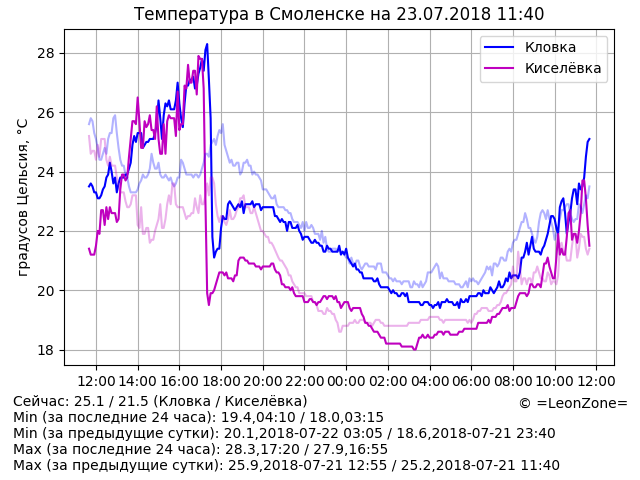 Температура в Смоленске на 23.07.2018 11:40
Кловка
Киселёвка
градусов Цельсия, °C
28
26
24
22
20
18
12:00 14:00 16:00 18:00 20:00 22:00 00:00 02:00 04:00 06:00 08:00 10:00 12:00
Сейчас: 25.1 / 21.5 (Кловка / Киселёвка)
© =LeonZone=
Min (за последние 24 часа): 19.4,04:10 / 18.0,03:15
Min (за предыдущие сутки): 20.1,2018-07-22 03:05 / 18.6,2018-07-21 23:40
Max (за последние 24 часа): 28.3,17:20 / 27.9,16:55
Max (за предыдущие сутки): 25.9,2018-07-21 12:55 / 25.2,2018-07-21 11:40